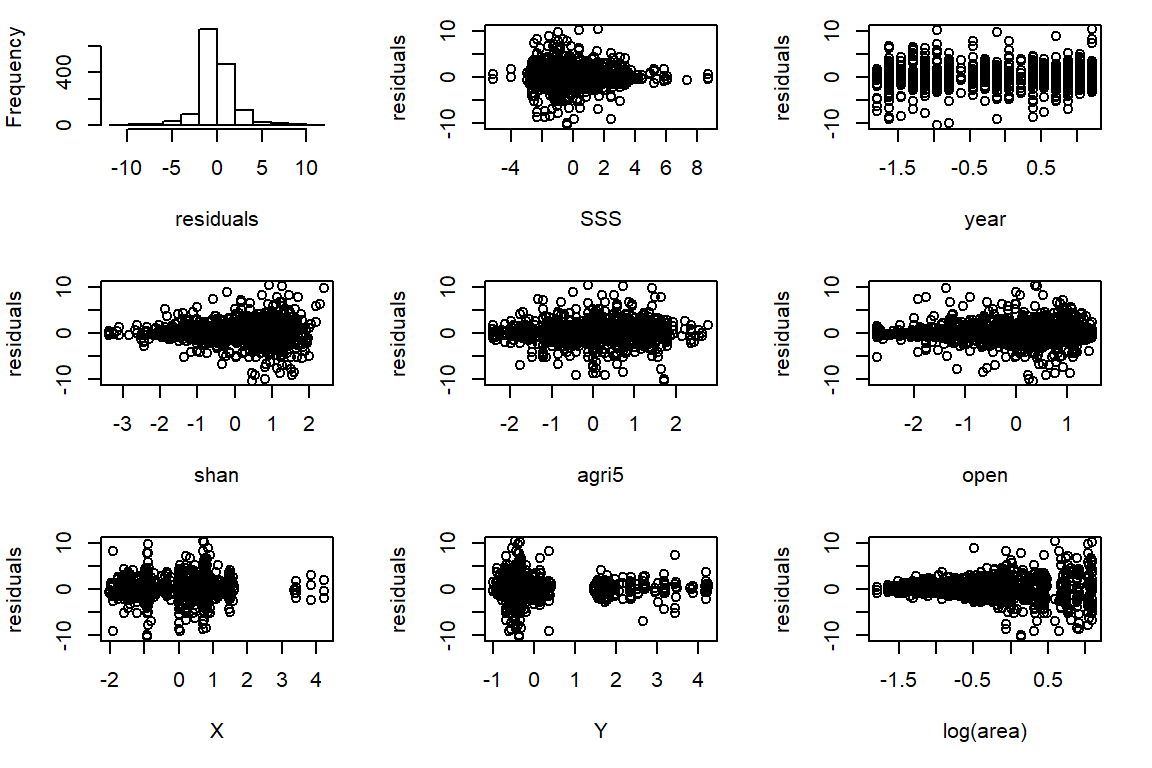 Frequency
0 400
-10 -5 0 5 10
residuals
residuals
-10 0 10
-4 0 2 4 6 8
SSS
residuals
-10 0 10
-1.5 -0.5 0.5
year
residuals
-10 0 10
-3 -2 -1 0 1 2
shan
residuals
-10 0 10
-2 -1 0 1 2
agri5
residuals
-10 0 10
-2 -1 0 1
open
residuals
-10 0 10
-2 0 1 2 3 4
X
residuals
-10 0 10
-1 0 1 2 3 4
Y
residuals
-10 0 10
-1.5 -0.5 0.5
log(area)